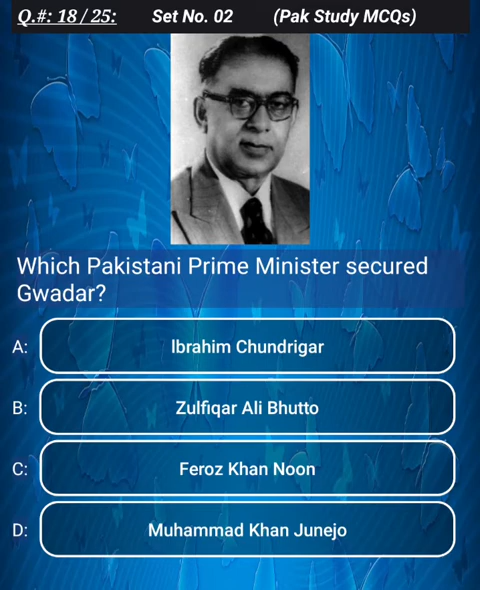 Q.#: 18 / 25: Set No. 02 (Pak Study MCQs)
Which Pakistani Prime Minister secured
Gwadar?
A: Ibrahim Chundrigar
B: Zulfiqar Ali Bhutto
C: Feroz Khan Noon
D: Muhammad Khan Junejo